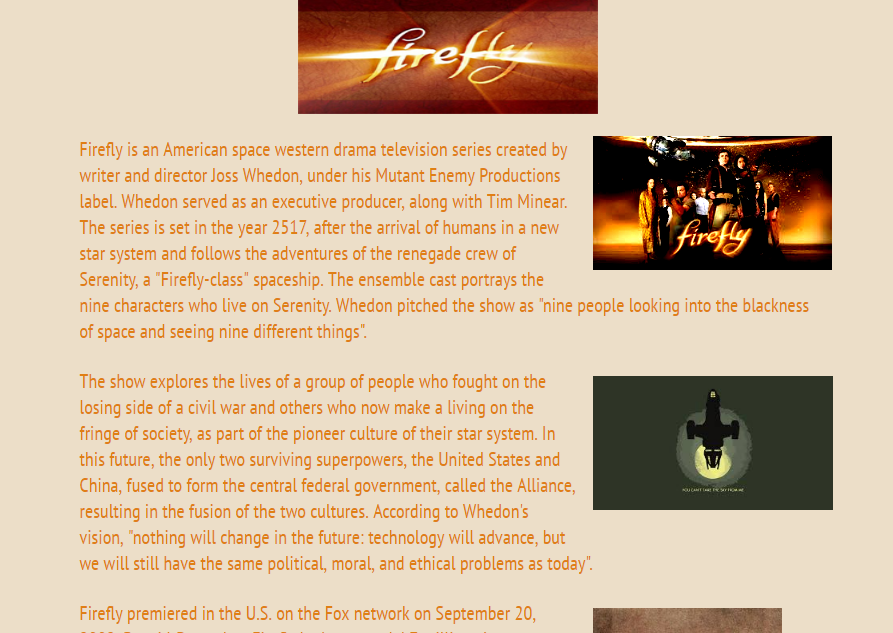 firefly
Firefly is an American space western drama television series created by
writer and director Joss Whedon, under his Mutant Enemy Productions
label. Whedon served as an executive producer, along with Tim Minear.
The series is set in the year 2517, after the arrival of humans in a new
star system and follows the adventures of the renegade crew of
Serenity, a "Firefly-class" spaceship. The ensemble cast portrays the
nine characters who live on Serenity. Whedon pitched the show as "nine people looking into the blackness
of space and seeing nine different things".
firefly
The show explores the lives of a group of people who fought on the
losing side of a civil war and others who now make a living on the
fringe of society, as part of the pioneer culture of their star system. In
this future, the only two surviving superpowers, the United States and
China, fused to form the central federal government, called the Alliance,
resulting in the fusion of the two cultures. According to Whedon's
vision, "nothing will change in the future: technology will advance, but
we will still have the same political, moral, and ethical problems as today".
YOU CAN'T TAKE THE SKY FROM ME
Firefly premiered in the U.S. on the Fox network on September 20,